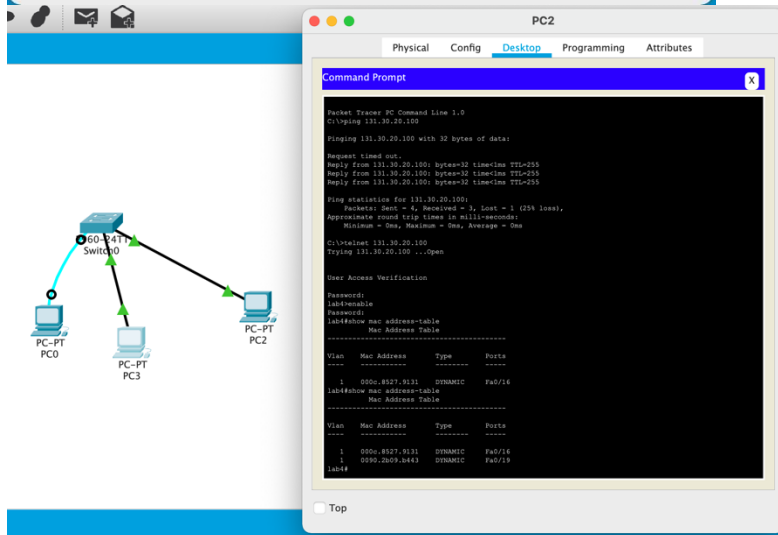 PC2
Physical Config Desktop Programming Attributes
Command Prompt
X
Packet Tracer PC Command Line 1.0
C:\>ping 131.30.20.100
Pinging 131.30.20.100 with 32 bytes of data:
Request timed out.
Reply from 131.30.20.100: bytes=32 time<1ms TTL=255
Reply from 131.30.20.100: bytes=32 time<1ms TTL=255
Reply from 131.30.20.100: bytes=32 time<1ms TTL=255
Ping statistics for 131.30.20.100:
Packets: Sent = 4, Received = 3, Lost = 1 (25% loss),
Approximate round trip times in milli-seconds:
Minimum = 0ms, Maximum = 0ms, Average = 0ms
C:\>telnet 131.30.20.100
Trying 131.30.20.100 ...Open
User Access Verification
Password:
lab4>enable
Password:
lab4#show mac address-table
Mac Address Table
-------------------------------------------
Vlan Mac Address Type Ports
---- ----------- -------- -----
1 000c.8527.9131 DYNAMIC Fa0/16
lab4#show mac address-table
Mac Address Table
-------------------------------------------
Vlan Mac Address Type Ports
---- ----------- -------- -----
1 000c.8527.9131 DYNAMIC Fa0/16
1 0090.2b09.b443 DYNAMIC Fa0/19
lab4#
Top
60-24TT
Switch0
PC-PT
PC0
PC-PT
PC3
PC-PT
PC2